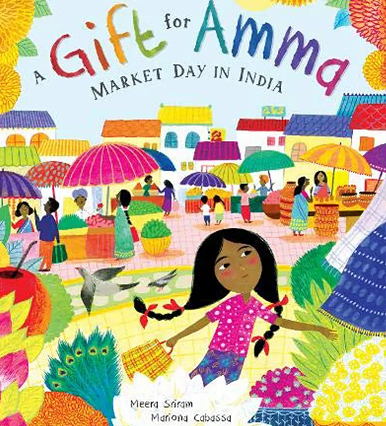 A Gift for Amma
MARKET DAY IN INDIA
Meera Sriram
Mariona Cabassa